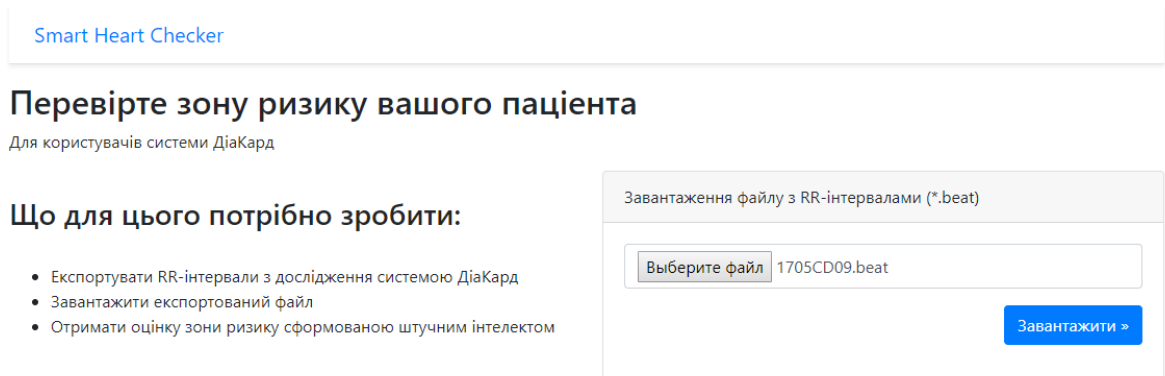 Smart Heart Checker
Перевірте зону ризику вашого пацієнта
Для користувачів системи ДіаКард
Що для цього потрібно зробити:
Експортувати RR-інтервали з дослідження системою ДіаКард
Завантажити експортований файл
Отримати оцінку зони ризику сформованою штучним інтелектом
Завантаження файлу з RR-інтервалами (*.beat)
Выберите файл 1705CD09.beat
Завантажити »